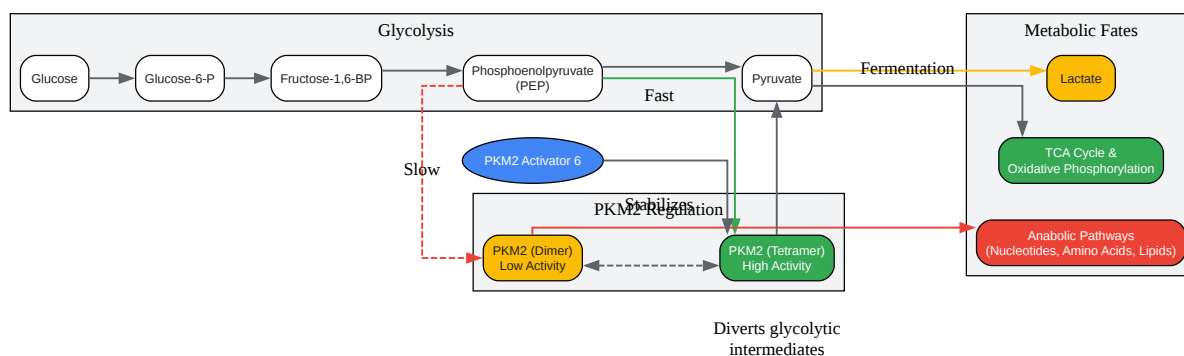 Glycolysis
Metabolic Fates
Glucose
Glucose-6-P
Fructose-1,6-BP
Phosphoenolpyruvate
(PEP)
Pyruvate
Fermentation
Lactate
Fast
Slow
PKM2 Activator 6
TCA Cycle &
Oxidative Phosphorylation
Stabilizes
PKM2 Regulation
PKM2 (Dimer)
Low Activity
PKM2 (Tetramer)
High Activity
Anabolic Pathways
(Nucleotides, Amino Acids, Lipids)
Diverts glycolytic
intermediates